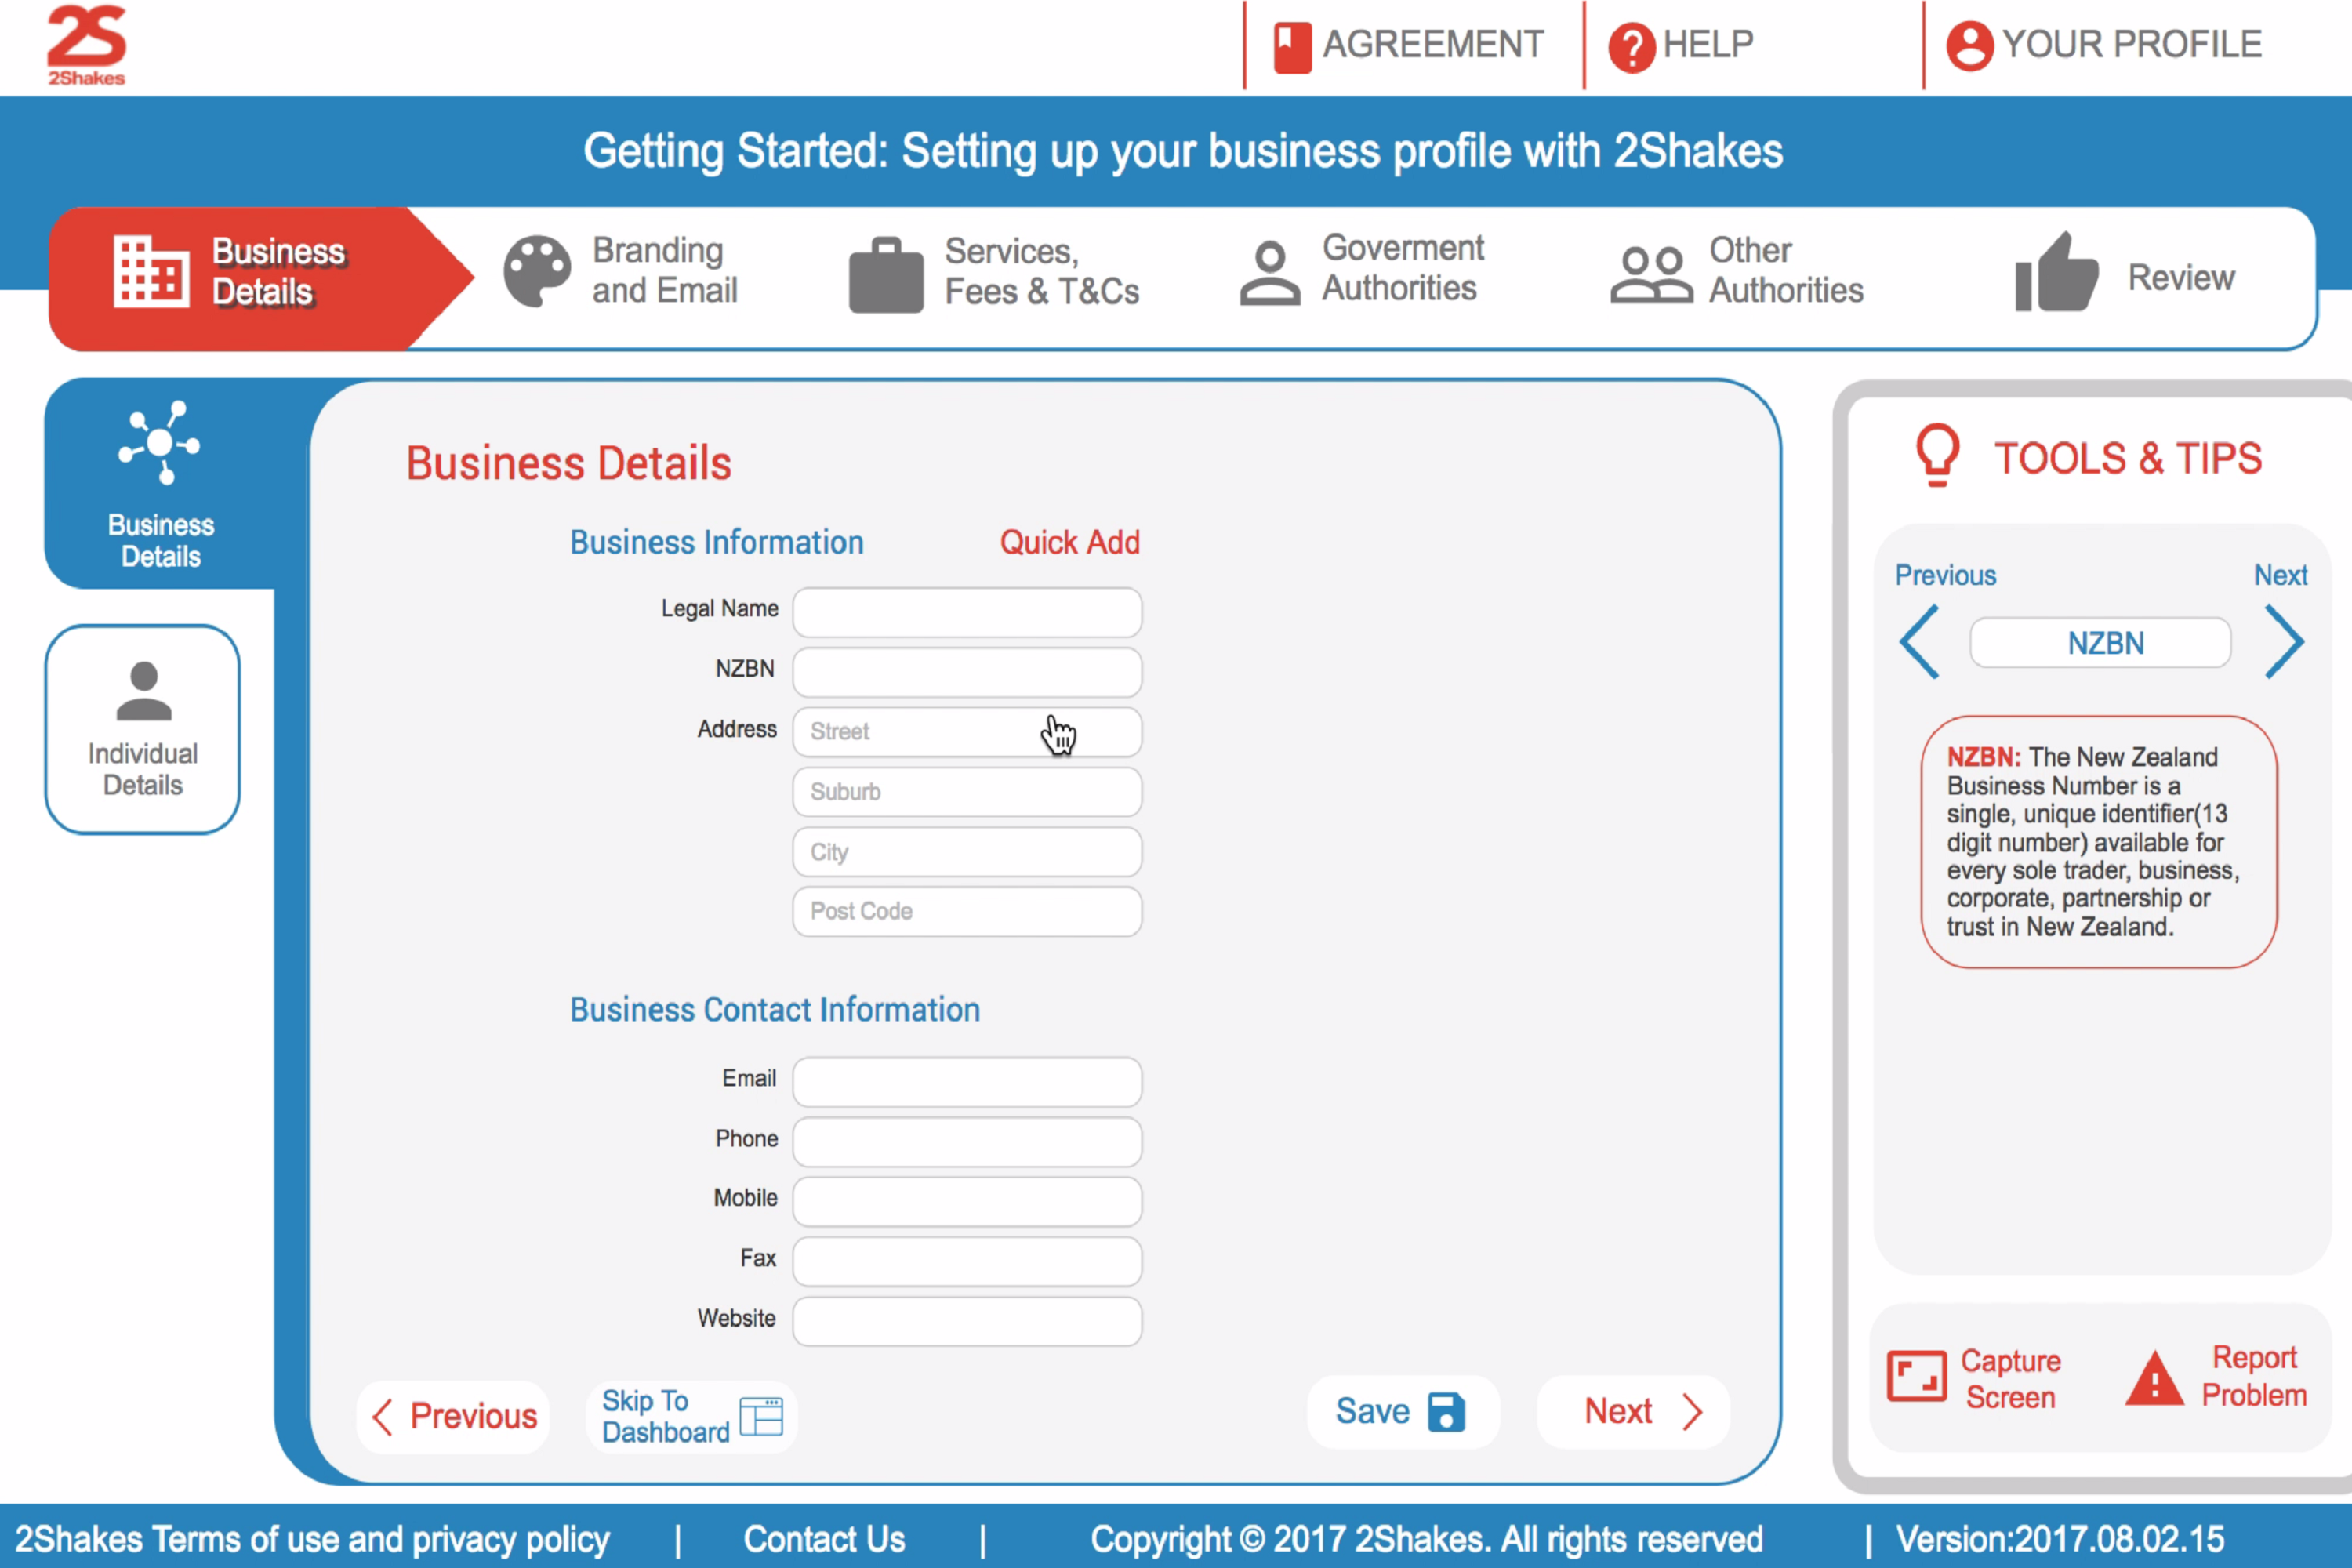 2S
2Shakes
AGREEMENT
HELP
YOUR PROFILE
Getting Started: Setting up your business profile with 2Shakes
Business
Details
Branding
and Email
Services,
Fees & T&Cs
Goverment
Authorities
Other
Authorities
Review
Business
Details
Individual
Details
Business Details
Business Information
Quick Add
Legal Name
NZBN
Address
Street
Suburb
City
Post Code
Business Contact Information
Email
Phone
Mobile
Fax
Website
Previous
Skip To
Dashboard
Save
Next
TOOLS & TIPS
Previous
Next
NZBN
NZBN: The New Zealand
Business Number is a
single, unique identifier(13
digit number) available for
every sole trader, business,
corporate, partnership or
trust in New Zealand.
Capture
Screen
Report
Problem
2Shakes Terms of use and privacy policy | Contact Us | Copyright © 2017 2Shakes. All rights reserved | Version:2017.08.02.15